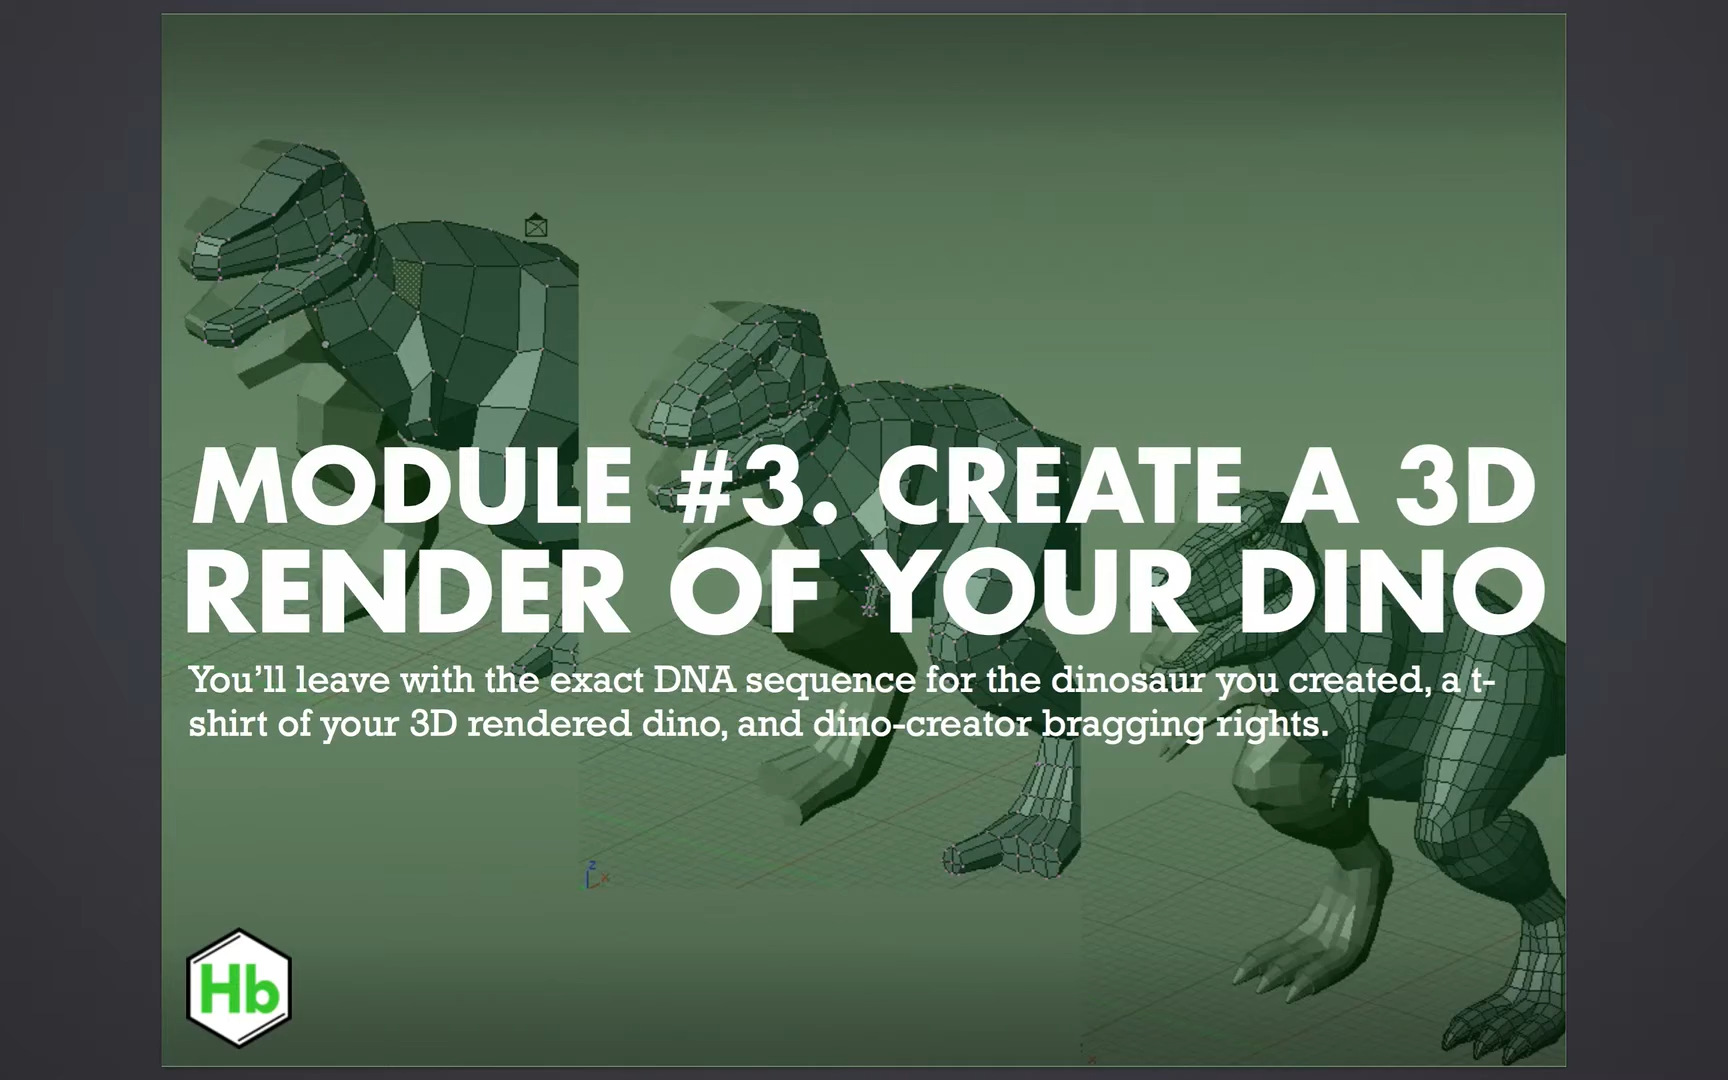 MODULE #3. CREATE A 3D
RENDER OF YOUR DINO
You’ll leave with the exact DNA sequence for the dinosaur you created, a t-
shirt of your 3D rendered dino, and dino-creator bragging rights.
z
x
Hb